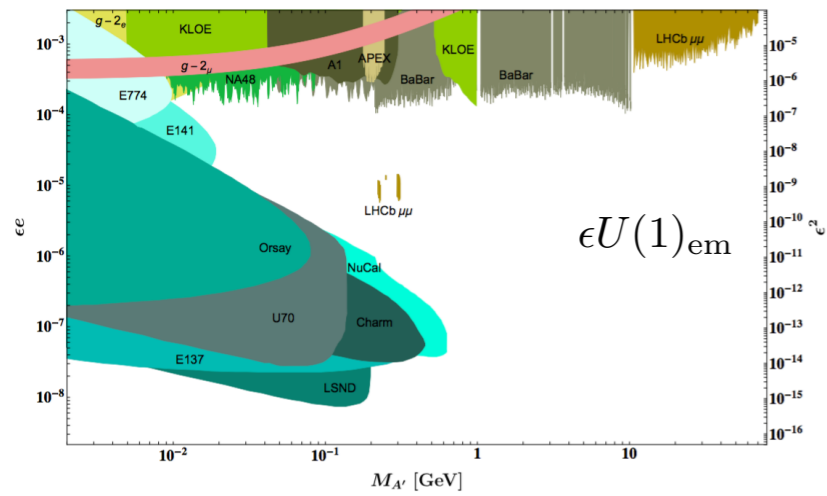 g−2e
KLOE
g−2μ
NA48
A1
APEX
BaBar
KLOE
BaBar
LHCb μμ
E774
E141
LHCb μμ
Orsay
NuCal
U70
Charm
E137
LSND
ϵU(1)em
10⁻³
10⁻⁴
10⁻⁵
10⁻⁶
10⁻⁷
10⁻⁸
ϵe
10⁻⁵
10⁻⁶
10⁻⁷
10⁻⁸
10⁻⁹
10⁻¹⁰
10⁻¹¹
10⁻¹²
10⁻¹³
10⁻¹⁴
10⁻¹⁵
10⁻¹⁶
ϵ²
10⁻² 10⁻¹ 1 10
MA′ [GeV]